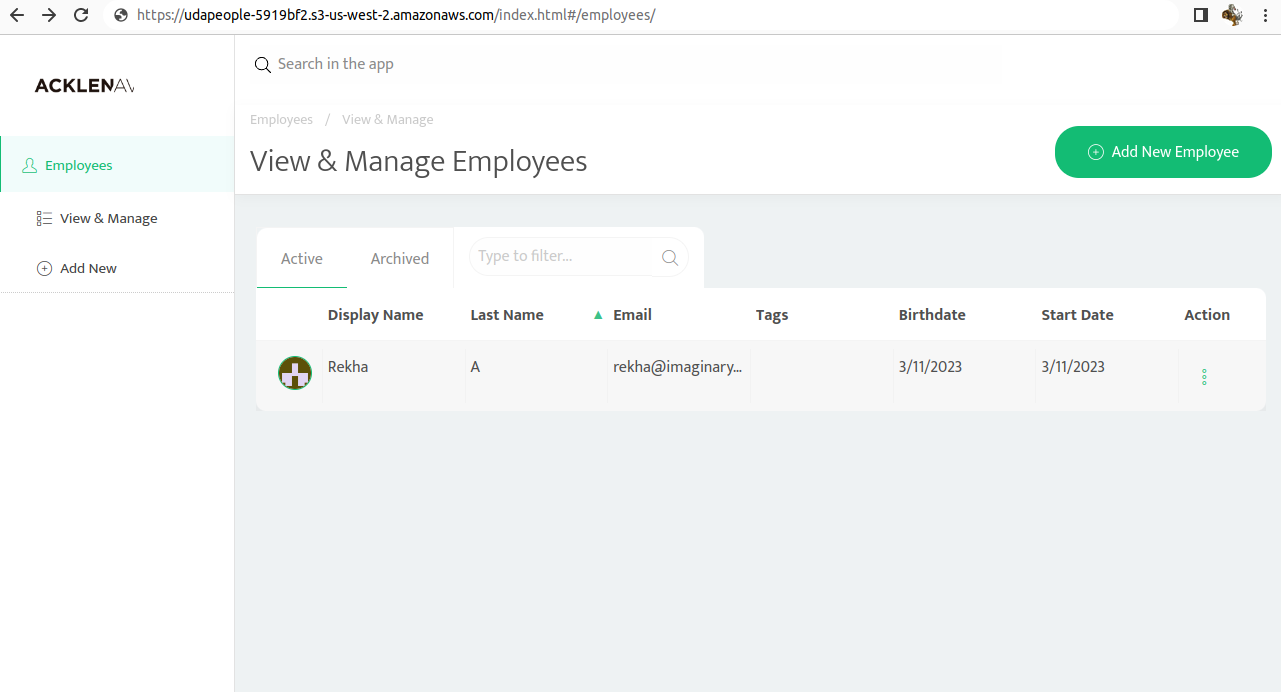 https://udapeople-5919bf2.s3-us-west-2.amazonaws.com/index.html#/employees/
Search in the app
ACKLENAV
Employees / View & Manage
View & Manage Employees
Add New Employee
Employees
View & Manage
Add New
Active Archived Type to filter...
Display Name Last Name Email Tags Birthdate Start Date Action
Rekha A rekha@imaginary... 3/11/2023 3/11/2023